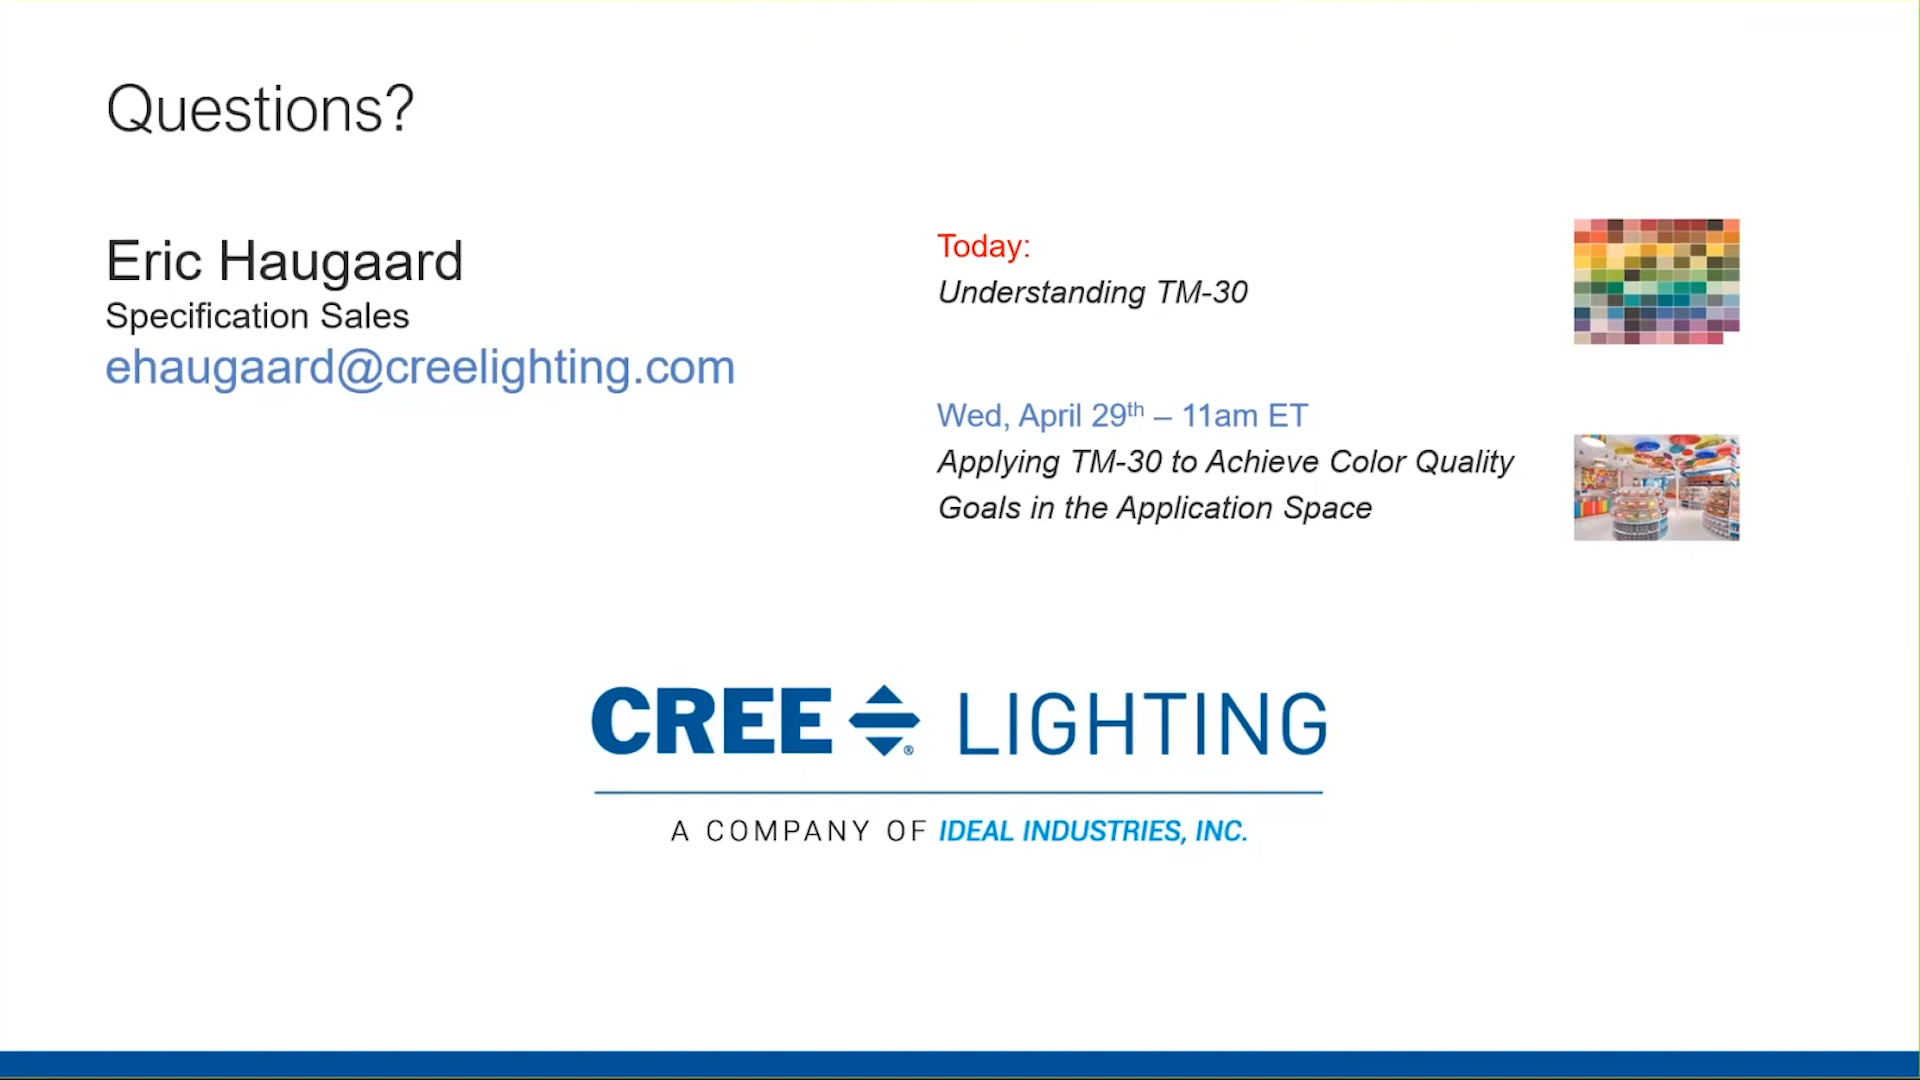 Questions?
Eric Haugaard
Specification Sales
ehaugaard@creelighting.com
Today:
Understanding TM-30
Wed, April 29th – 11am ET
Applying TM-30 to Achieve Color Quality
Goals in the Application Space
CREE LIGHTING
A COMPANY OF IDEAL INDUSTRIES, INC.